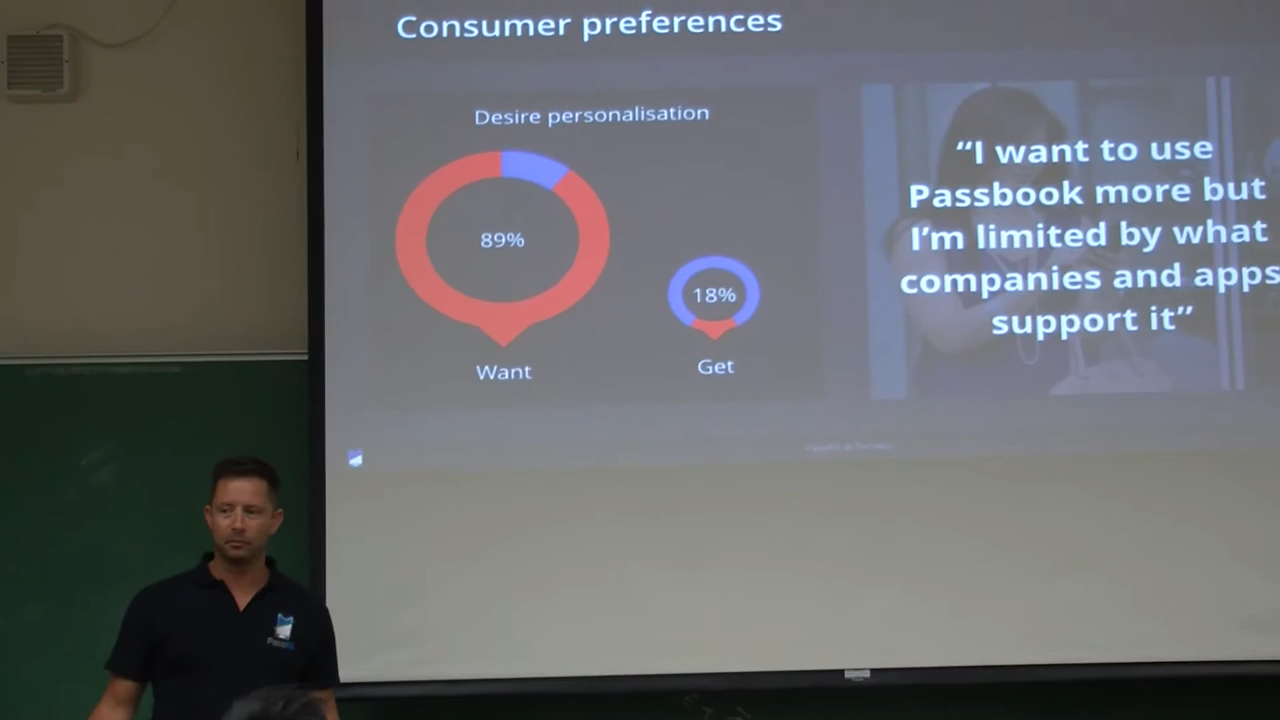 Consumer preferences
Desire personalisation
89%
Want
18%
Get
“I want to use
Passbook more but
I’m limited by what
companies and apps
support it”